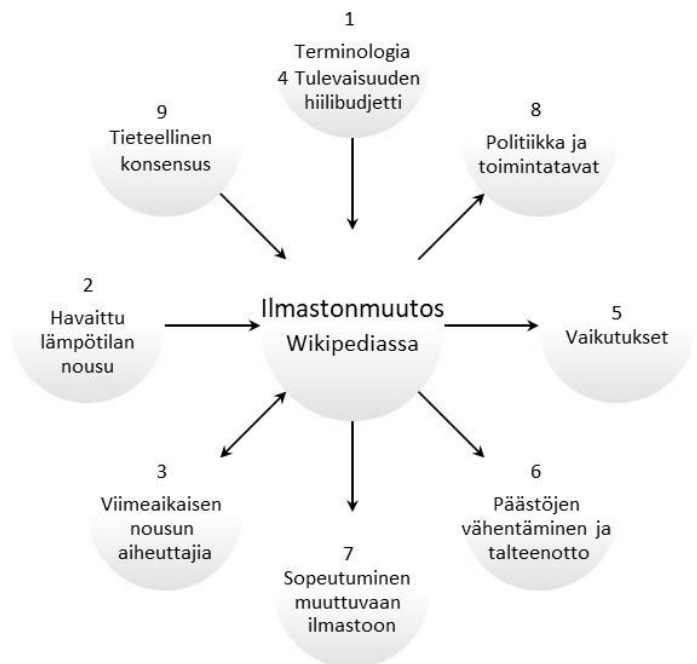 1
Terminologia
4 Tulevaisuuden
hiilibudjetti
8
Politiikka ja
toimintatavat
9
Tieteellinen
konsensus
2
Havaittu
lämpötilan
nousu
Ilmastonmuutos
Wikipediassa
5
Vaikutukset
3
Viimeaikaisen
nousun
aiheuttajia
6
Päästöjen
vähentäminen ja
talteenotto
7
Sopeutuminen
muuttuvaan
ilmastoon